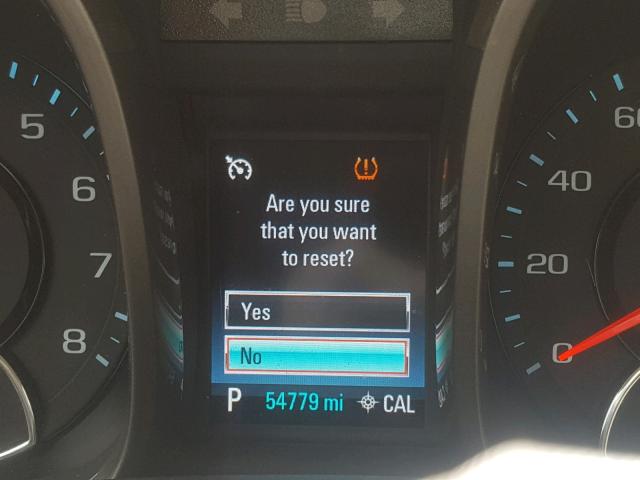 Are you sure
that you want
to reset?
Yes
No
P 54779 mi CAL
5
6
7
8
60
40
20
0